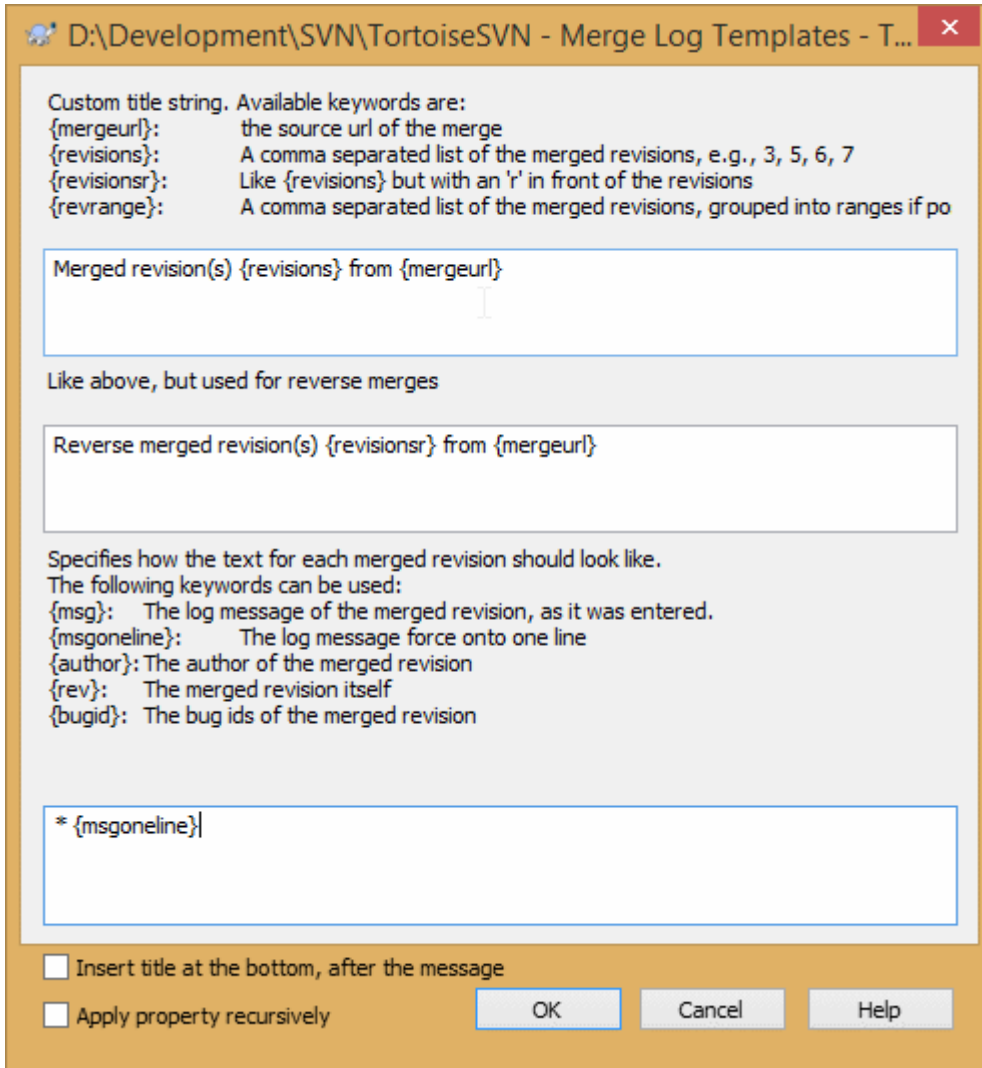 D:\Development\SVN\TortoiseSVN - Merge Log Templates - T...
Custom title string. Available keywords are:
{mergeurl}: the source url of the merge
{revisions}: A comma separated list of the merged revisions, e.g., 3, 5, 6, 7
{revisionsr}: Like {revisions} but with an 'r' in front of the revisions
{revrange}: A comma separated list of the merged revisions, grouped into ranges if po
Merged revision(s) {revisions} from {mergeurl}
Like above, but used for reverse merges
Reverse merged revision(s) {revisionsr} from {mergeurl}
Specifies how the text for each merged revision should look like.
The following keywords can be used:
{msg}: The log message of the merged revision, as it was entered.
{msgoneline}: The log message force onto one line
{author}: The author of the merged revision
{rev}: The merged revision itself
{bugid}: The bug ids of the merged revision
* {msgoneline}
Insert title at the bottom, after the message
Apply property recursively
OK Cancel Help